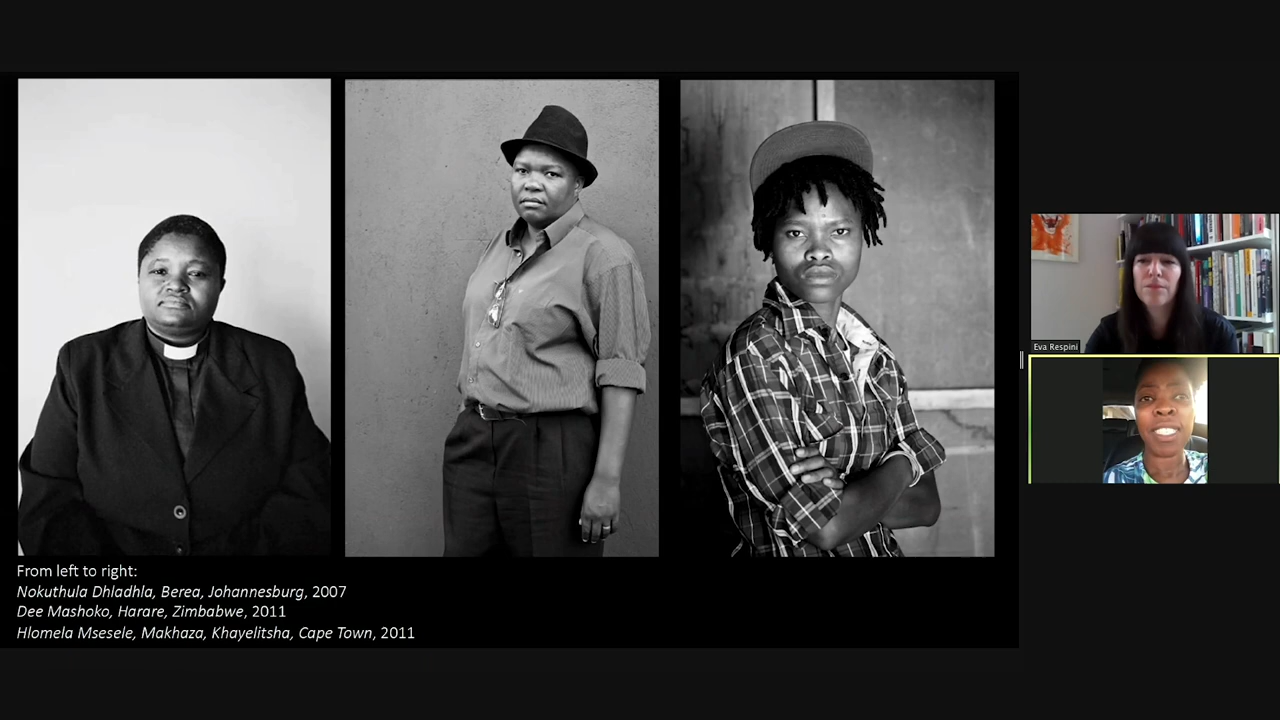 From left to right:
Nokuthula Dhladhla, Berea, Johannesburg, 2007
Dee Mashoko, Harare, Zimbabwe, 2011
Hlomela Msesele, Makhaza, Khayelitsha, Cape Town, 2011
Eva Respini